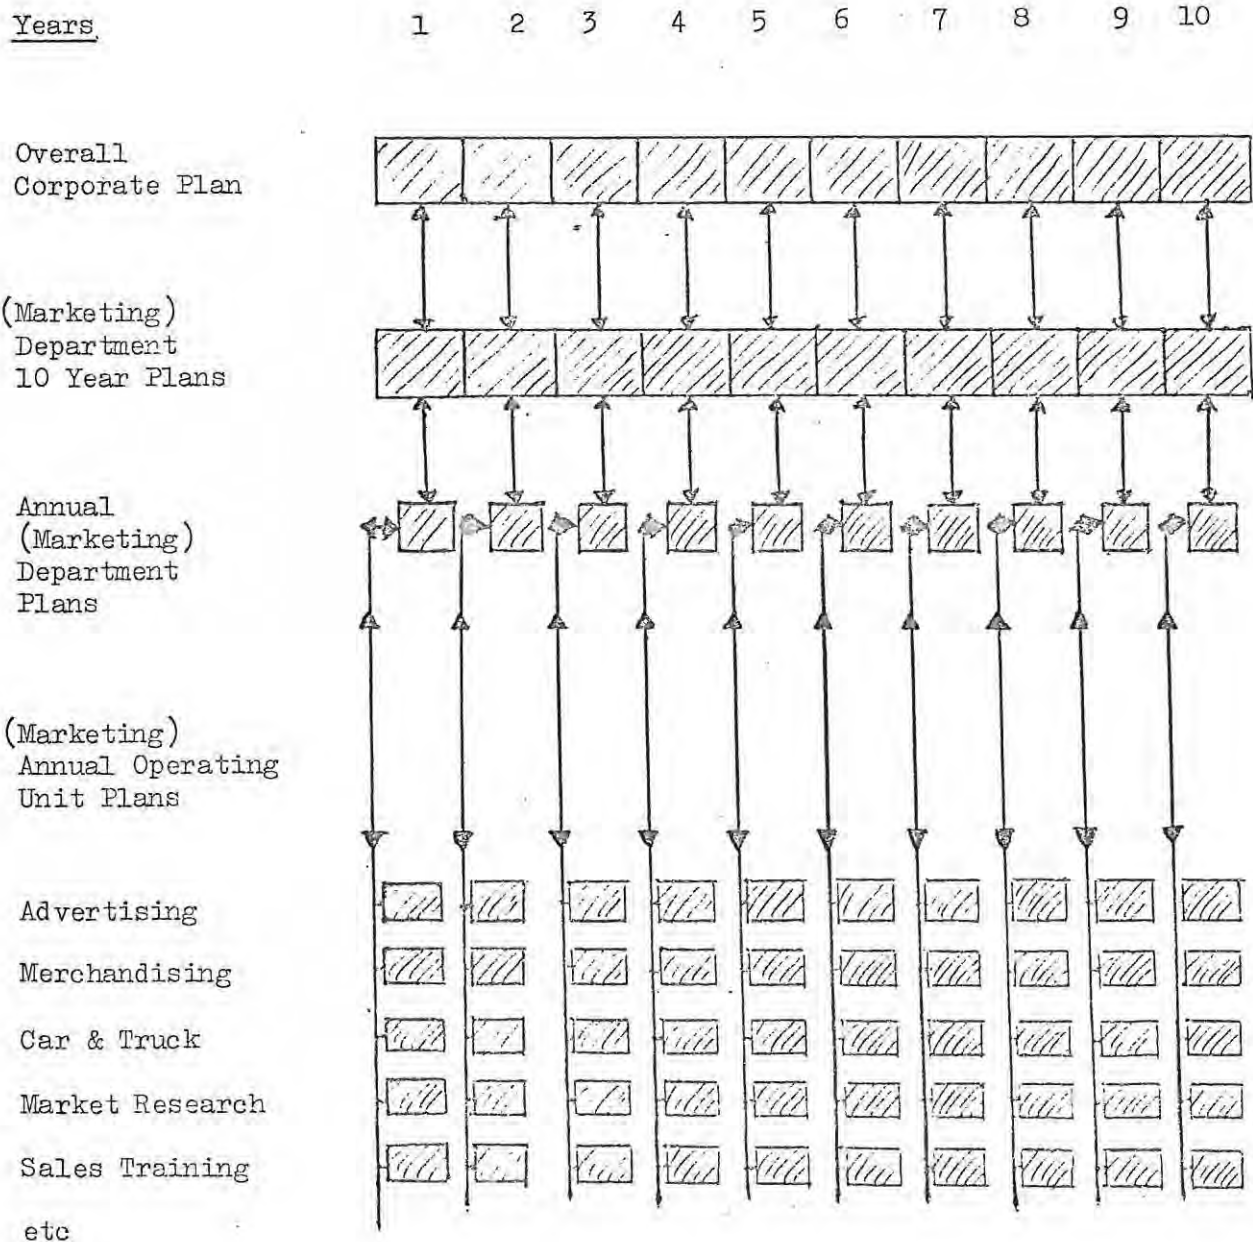 Years 1 2 3 4 5 6 7 8 9 10
Overall
Corporate Plan
(Marketing)
Department
10 Year Plans
Annual
(Marketing)
Department
Plans
(Marketing)
Annual Operating
Unit Plans
Advertising
Merchandising
Car & Truck
Market Research
Sales Training
etc